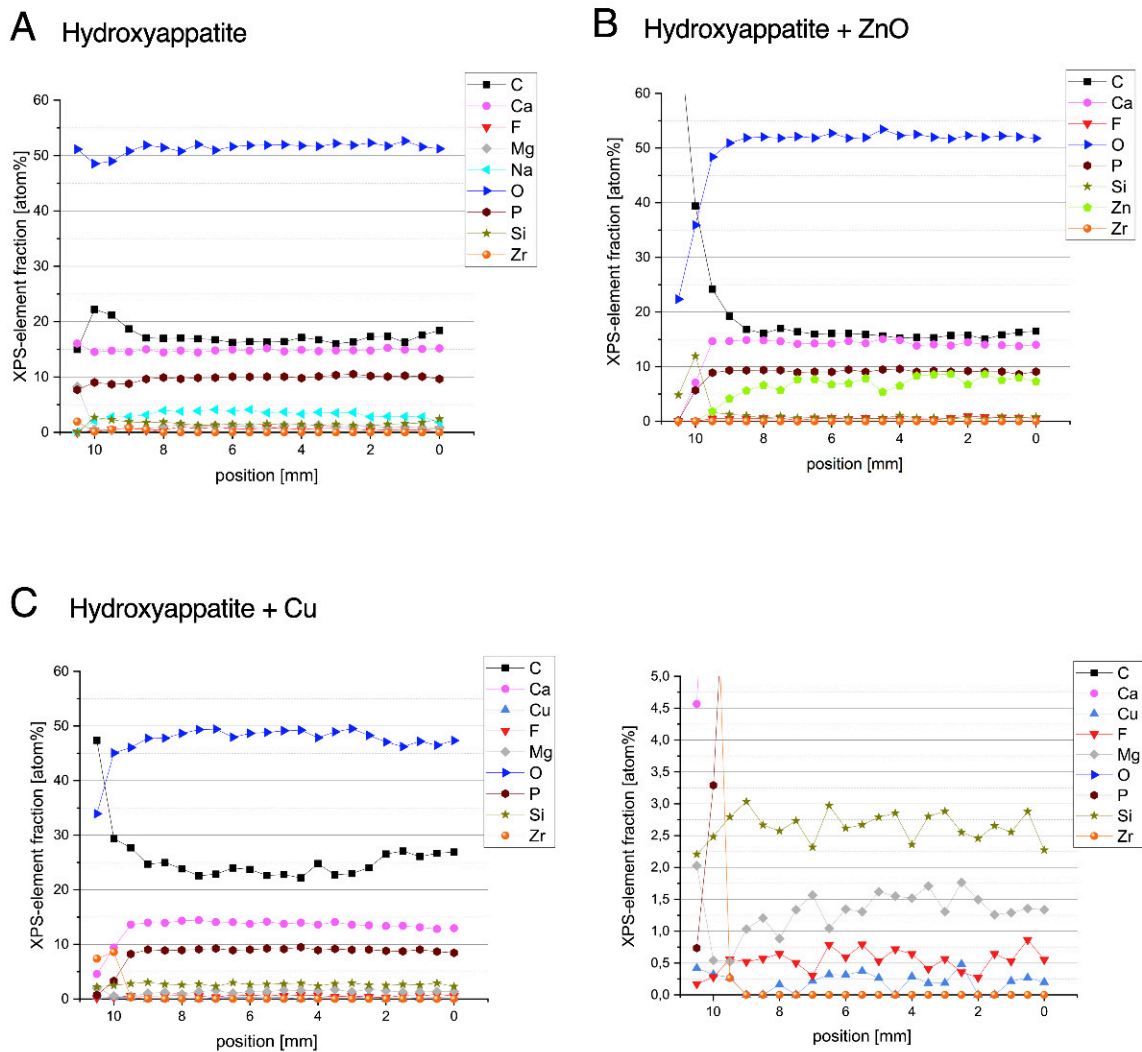 A Hydroxyappatite
XPS-element fraction [atom%]
60
50
40
30
20
10
0
10
8
6
4
2
0
position [mm]
C
Ca
F
Mg
Na
O
P
Si
Zr
B Hydroxyappatite + ZnO
XPS-element fraction [atom%]
60
50
40
30
20
10
0
10
8
6
4
2
0
position [mm]
C
Ca
F
O
P
Si
Zn
Zr
C Hydroxyappatite + Cu
XPS-element fraction [atom%]
60
50
40
30
20
10
0
10
8
6
4
2
0
position [mm]
C
Ca
Cu
F
Mg
O
P
Si
Zr
XPS-element fraction [atom%]
5,0
4,5
4,0
3,5
3,0
2,5
2,0
1,5
1,0
0,5
0,0
10
8
6
4
2
0
position [mm]
C
Ca
Cu
F
Mg
O
P
Si
Zr